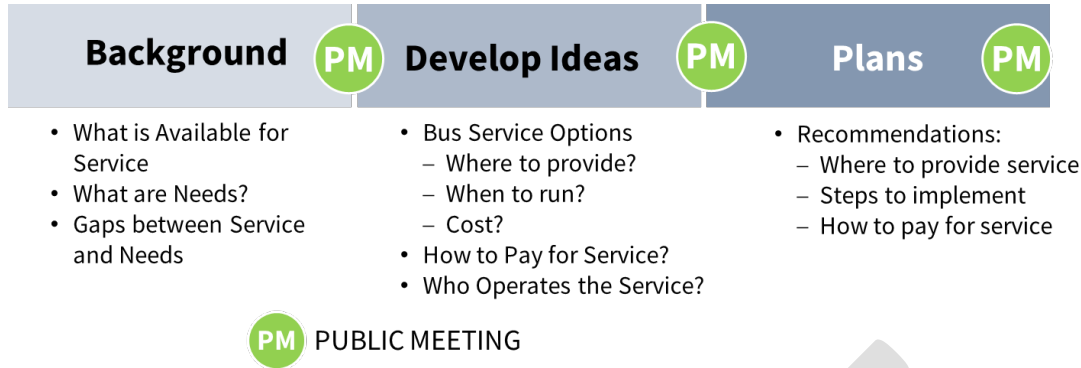 Background
PM
Develop Ideas
PM
Plans
PM
• What is Available for
Service
• What are Needs?
• Gaps between Service
and Needs
• Bus Service Options
– Where to provide?
– When to run?
– Cost?
• How to Pay for Service?
• Who Operates the Service?
• Recommendations:
– Where to provide service
– Steps to implement
– How to pay for service
PM PUBLIC MEETING